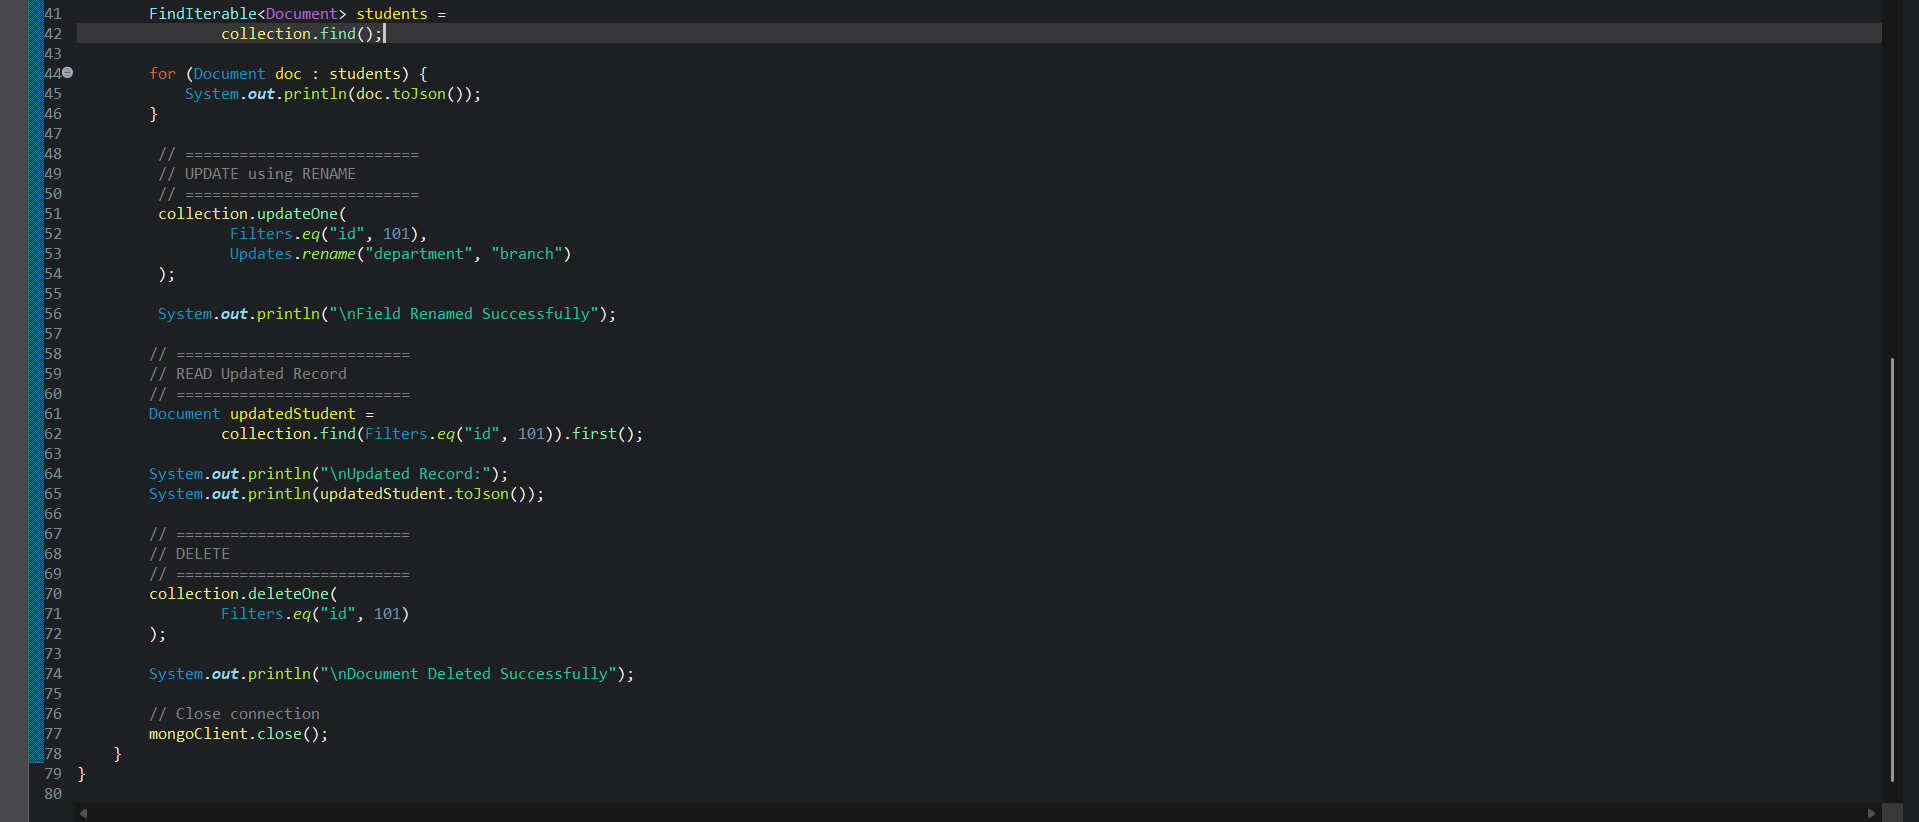 41        FindIterable<Document> students =
42                collection.find();
43
44        for (Document doc : students) {
45            System.out.println(doc.toJson());
46        }
47
48         // ==========================
49         // UPDATE using RENAME
50         // ==========================
51         collection.updateOne(
52                 Filters.eq("id", 101),
53                 Updates.rename("department", "branch")
54         );
55
56         System.out.println("\nField Renamed Successfully");
57
58        // ==========================
59        // READ Updated Record
60        // ==========================
61        Document updatedStudent =
62                collection.find(Filters.eq("id", 101)).first();
63
64        System.out.println("\nUpdated Record:");
65        System.out.println(updatedStudent.toJson());
66
67        // ==========================
68        // DELETE
69        // ==========================
70        collection.deleteOne(
71                Filters.eq("id", 101)
72        );
73
74        System.out.println("\nDocument Deleted Successfully");
75
76        // Close connection
77        mongoClient.close();
78    }
79}
80